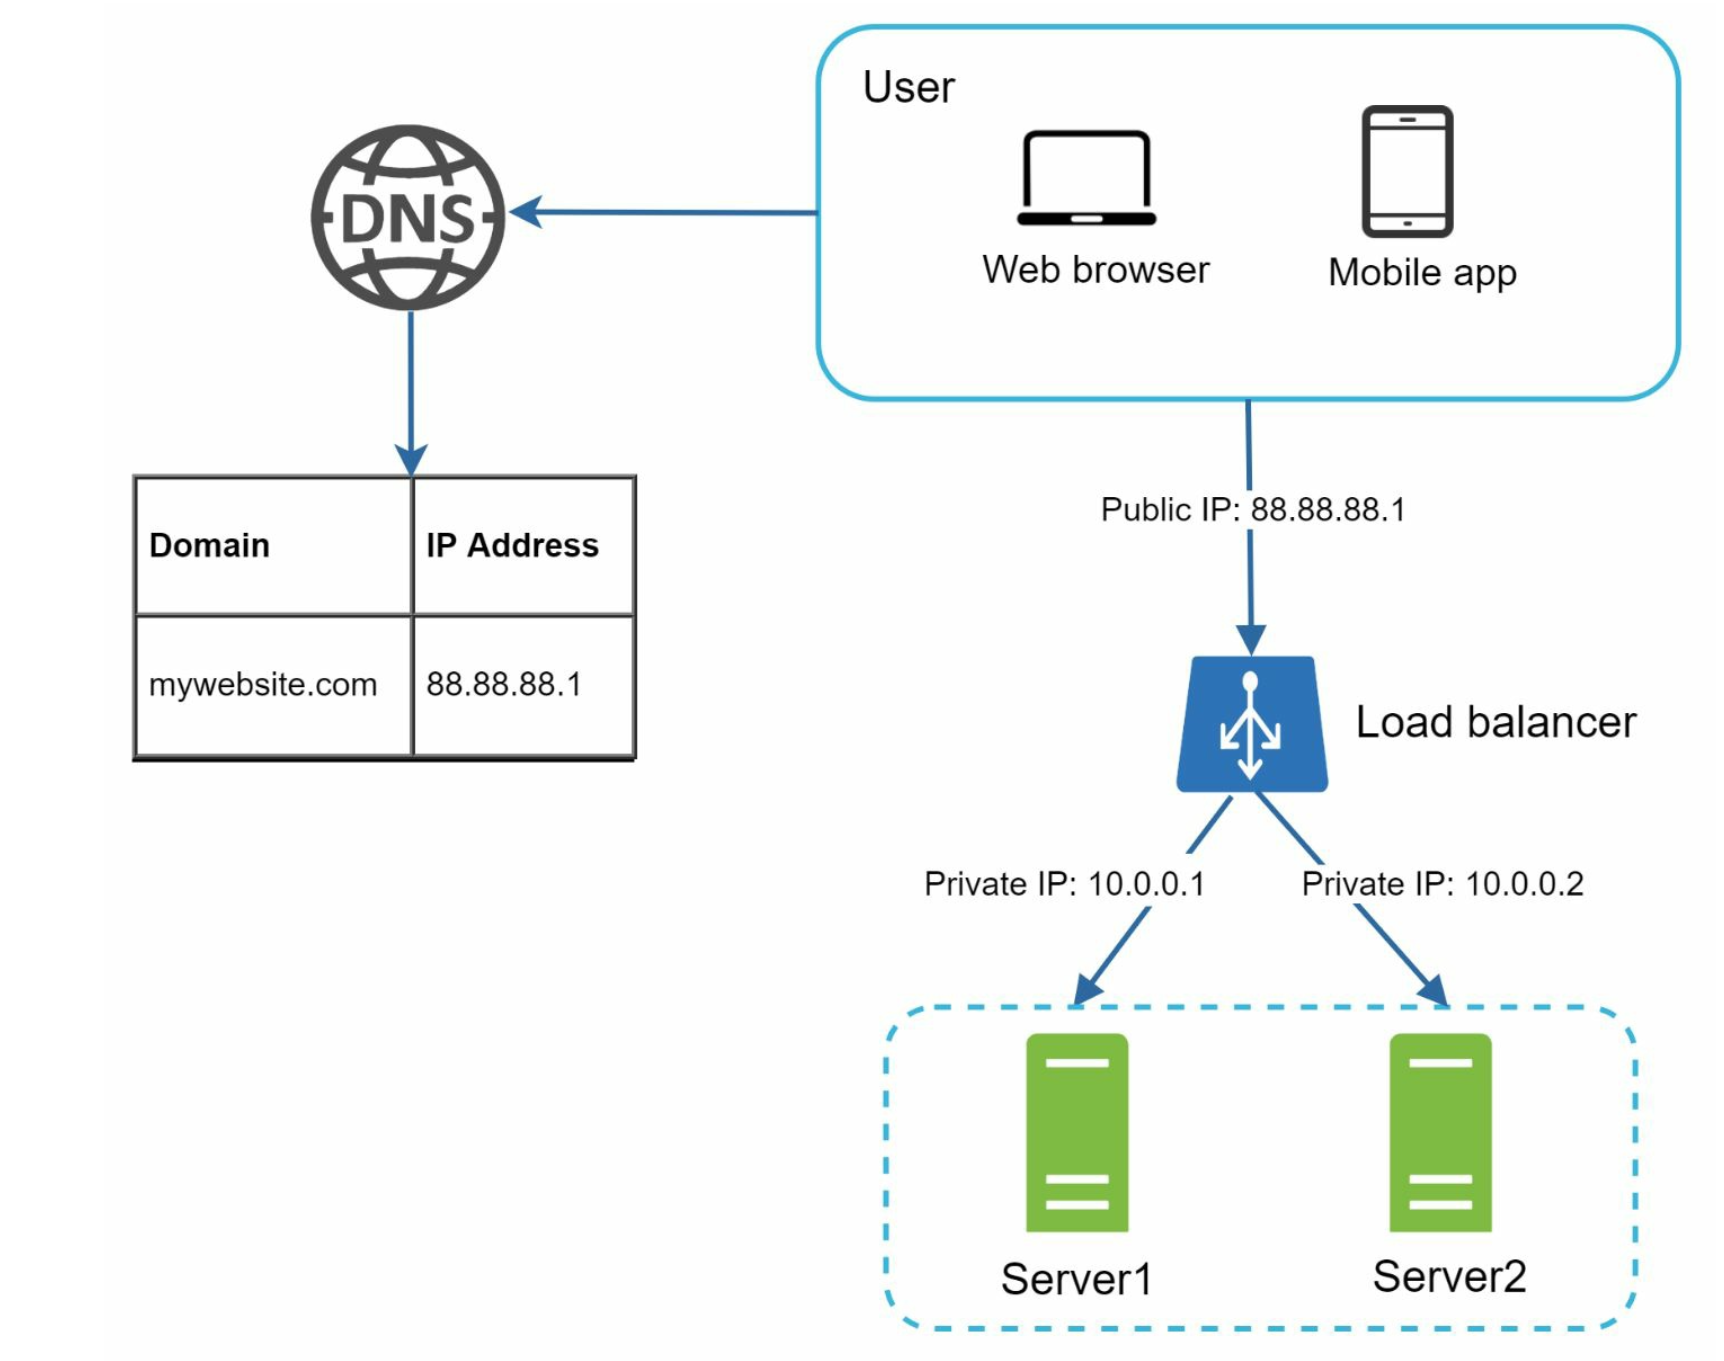 User
DNS
Web browser
Mobile app
Public IP: 88.88.88.1
Domain
IP Address
mywebsite.com
88.88.88.1
Load balancer
Private IP: 10.0.0.1
Private IP: 10.0.0.2
Server1
Server2